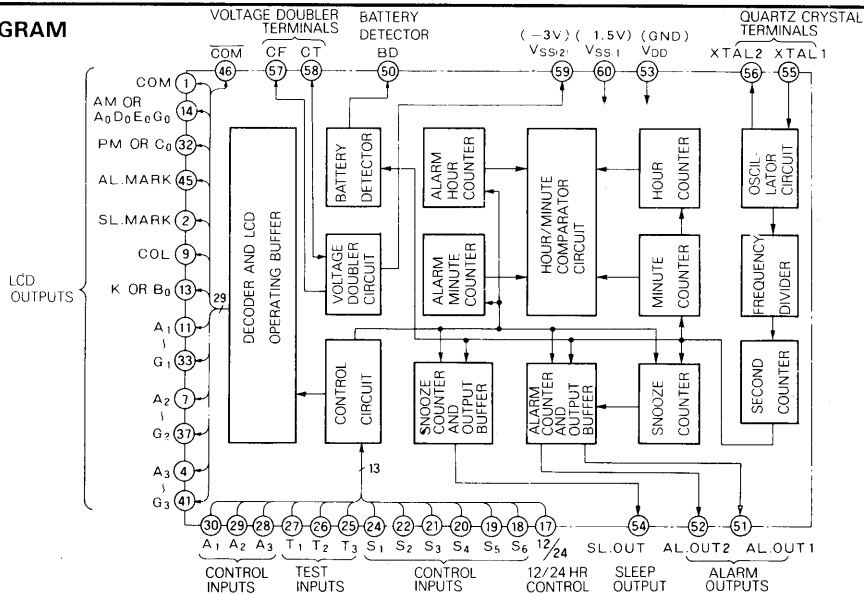 GRAM
VOLTAGE DOUBLER
TERMINALS
BATTERY
DETECTOR
QUARTZ CRYSTAL
TERMINALS
COM CF CT BD
(−3V) (1.5V) (GND)
VSS(2) VSS(1) VDD
XTAL2 XTAL1
46 57 58 50 59 60 53 56 55
LCD
OUTPUTS
COM 1
AM OR
A0D0E0G0 14
PM OR C0 32
AL.MARK 45
SL.MARK 2
COL 9
K OR B0 13
A1 11
~
G1 33
A2 7
~
G2 37
A3 4
~
G3 41
29
DECODER AND LCD
OPERATING BUFFER
BATTERY
DETECTOR
VOLTAGE
DOUBLER
CIRCUIT
CONTROL
CIRCUIT
ALARM
HOUR
COUNTER
ALARM
MINUTE
COUNTER
SNOOZE
COUNTER
AND
OUTPUT
BUFFER
HOUR/MINUTE
COMPARATOR
CIRCUIT
ALARM
COUNTER
AND OUTPUT
BUFFER
HOUR
COUNTER
MINUTE
COUNTER
SNOOZE
COUNTER
OSCIL-
LATOR
CIRCUIT
FREQUENCY
DIVIDER
SECOND
COUNTER
13
30 29 28 27 26 25 24 22 21 20 19 18 17 54 52 51
A1 A2 A3 T1 T2 T3 S1 S2 S3 S4 S5 S6 12/24 SL.OUT AL.OUT2 AL.OUT1
CONTROL
INPUTS
TEST
INPUTS
CONTROL
INPUTS
12/24 HR
CONTROL
SLEEP
OUTPUT
ALARM
OUTPUTS